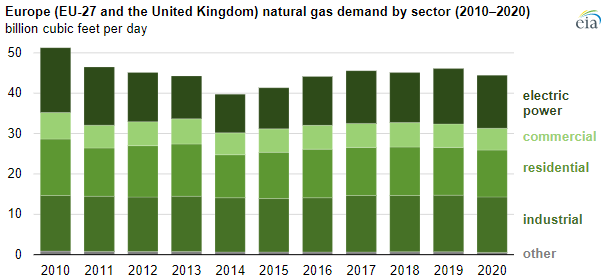 Europe (EU-27 and the United Kingdom) natural gas demand by sector (2010–2020)
billion cubic feet per day
eia
50
40
30
20
10
0
2010 2011 2012 2013 2014 2015 2016 2017 2018 2019 2020
electric
power
commercial
residential
industrial
other